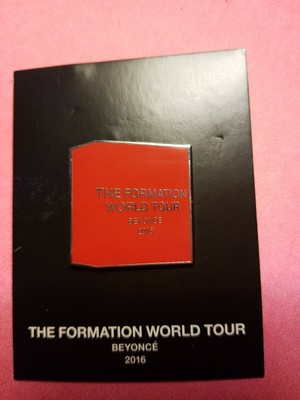 THE FORMATION
WORLD TOUR
BEYONCÉ
2016
THE FORMATION WORLD TOUR
BEYONCÉ
2016